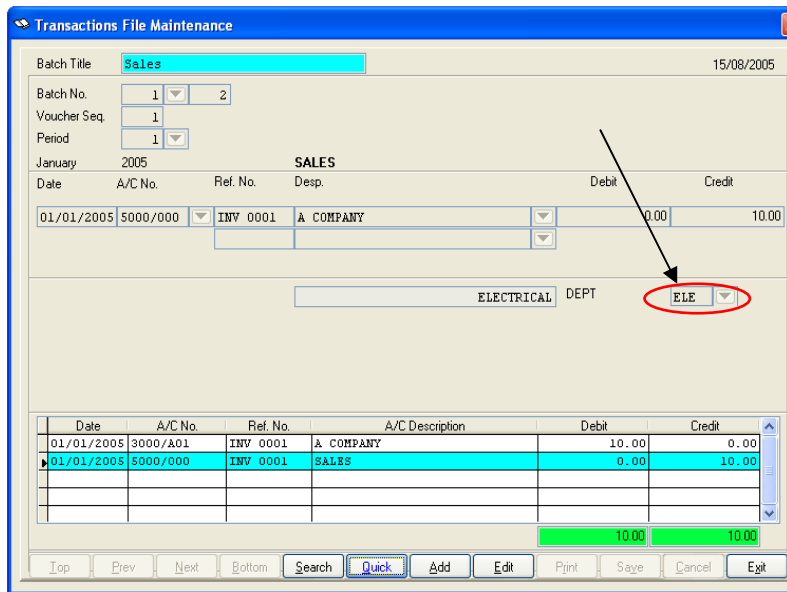 Transactions File Maintenance
Batch Title Sales 15/08/2005
Batch No. 1 2
Voucher Seq. 1
Period 1
January 2005 SALES
Date A/C No. Ref. No. Desp. Debit Credit
01/01/2005 5000/000 INV 0001 A COMPANY 0.00 10.00
ELECTRICAL DEPT ELE
Date A/C No. Ref. No. A/C Description Debit Credit
01/01/2005 3000/A01 INV 0001 A COMPANY 10.00 0.00
01/01/2005 5000/000 INV 0001 SALES 0.00 10.00
10.00 10.00
Top Prev Next Bottom Search Quick Add Edit Print Save Cancel Exit